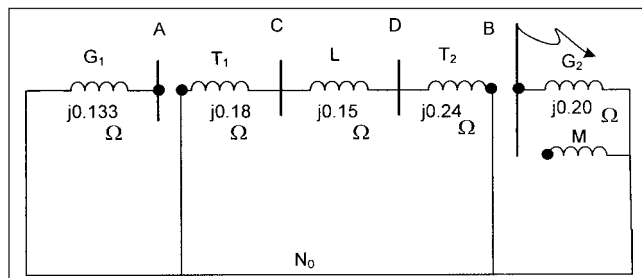 A C D B
G₁ T₁ L T₂ G₂
j0.133 Ω j0.18 Ω j0.15 Ω j0.24 Ω j0.20 Ω
M
N₀